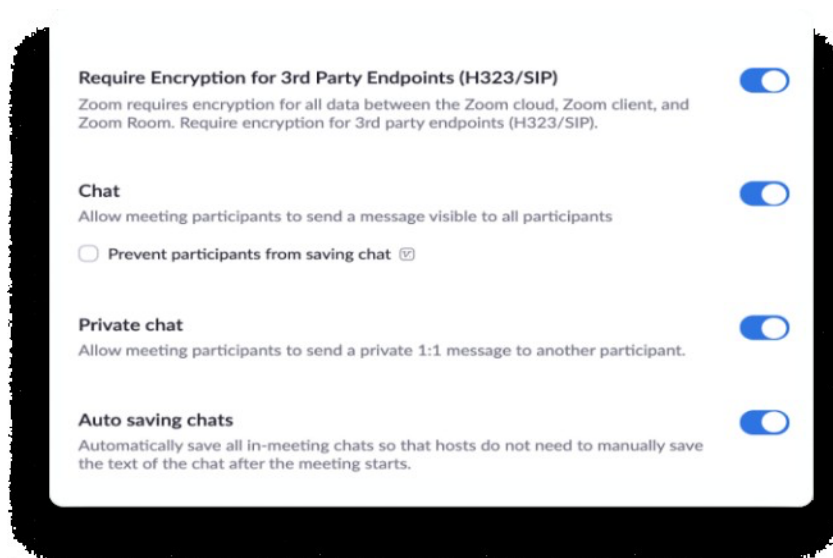 Require Encryption for 3rd Party Endpoints (H323/SIP)
Zoom requires encryption for all data between the Zoom cloud, Zoom client, and
Zoom Room. Require encryption for 3rd party endpoints (H323/SIP).
Chat
Allow meeting participants to send a message visible to all participants
Prevent participants from saving chat
Private chat
Allow meeting participants to send a private 1:1 message to another participant.
Auto saving chats
Automatically save all in-meeting chats so that hosts do not need to manually save
the text of the chat after the meeting starts.